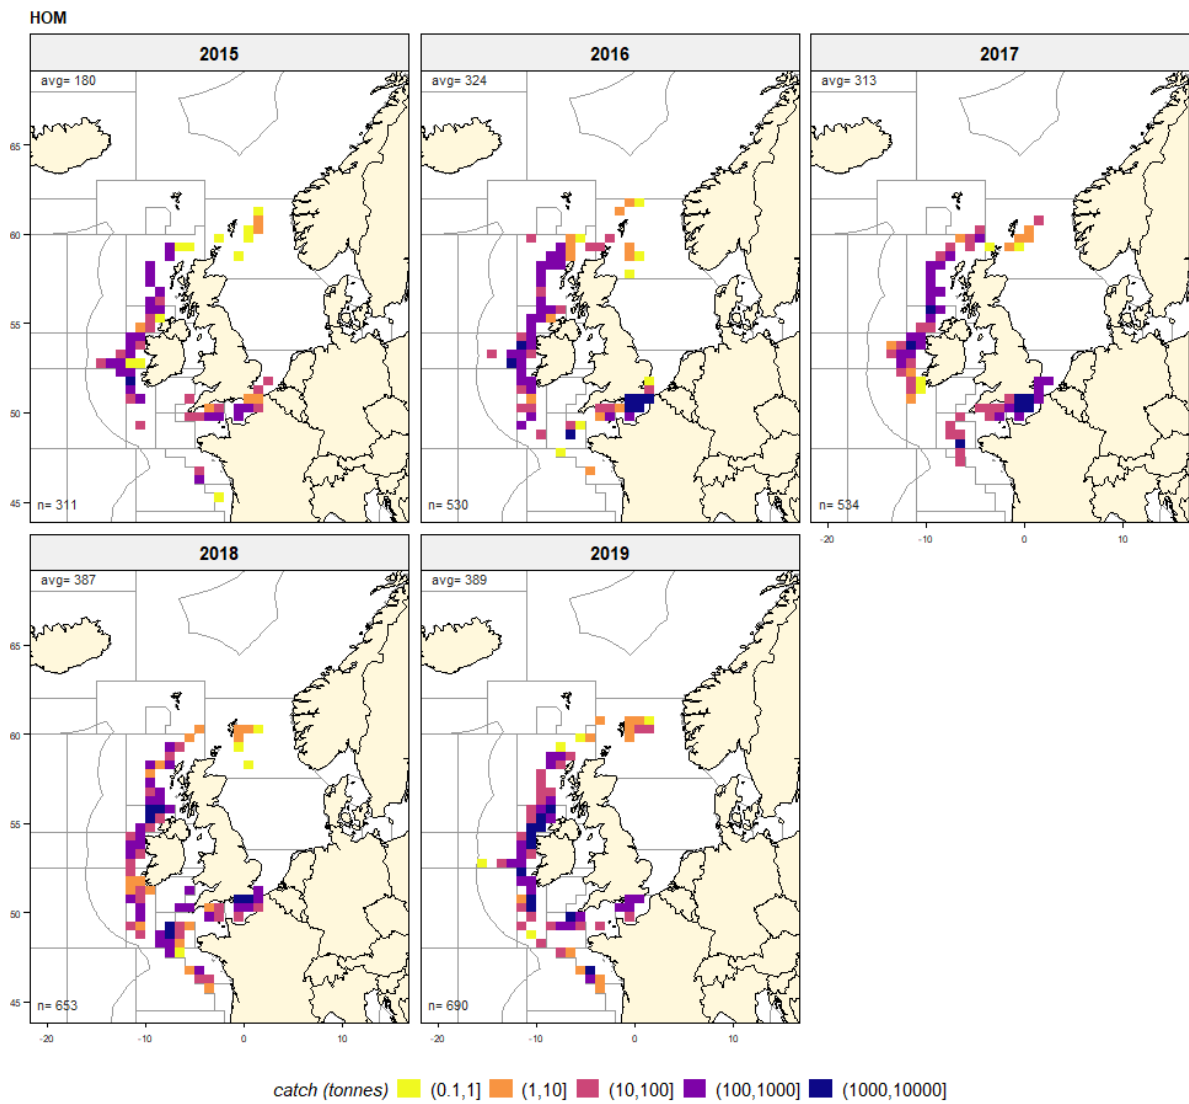 HOM
2015 2016 2017
avg= 180 avg= 324 avg= 313
65
60
55
50
45
n= 311 n= 530 n= 534
-20 -10 0 10
2018 2019
avg= 387 avg= 389
65
60
55
50
45
n= 653 n= 690
-20 -10 0 10 -20 -10 0 10
catch (tonnes) (0.1,1] (1,10] (10,100] (100,1000] (1000,10000]